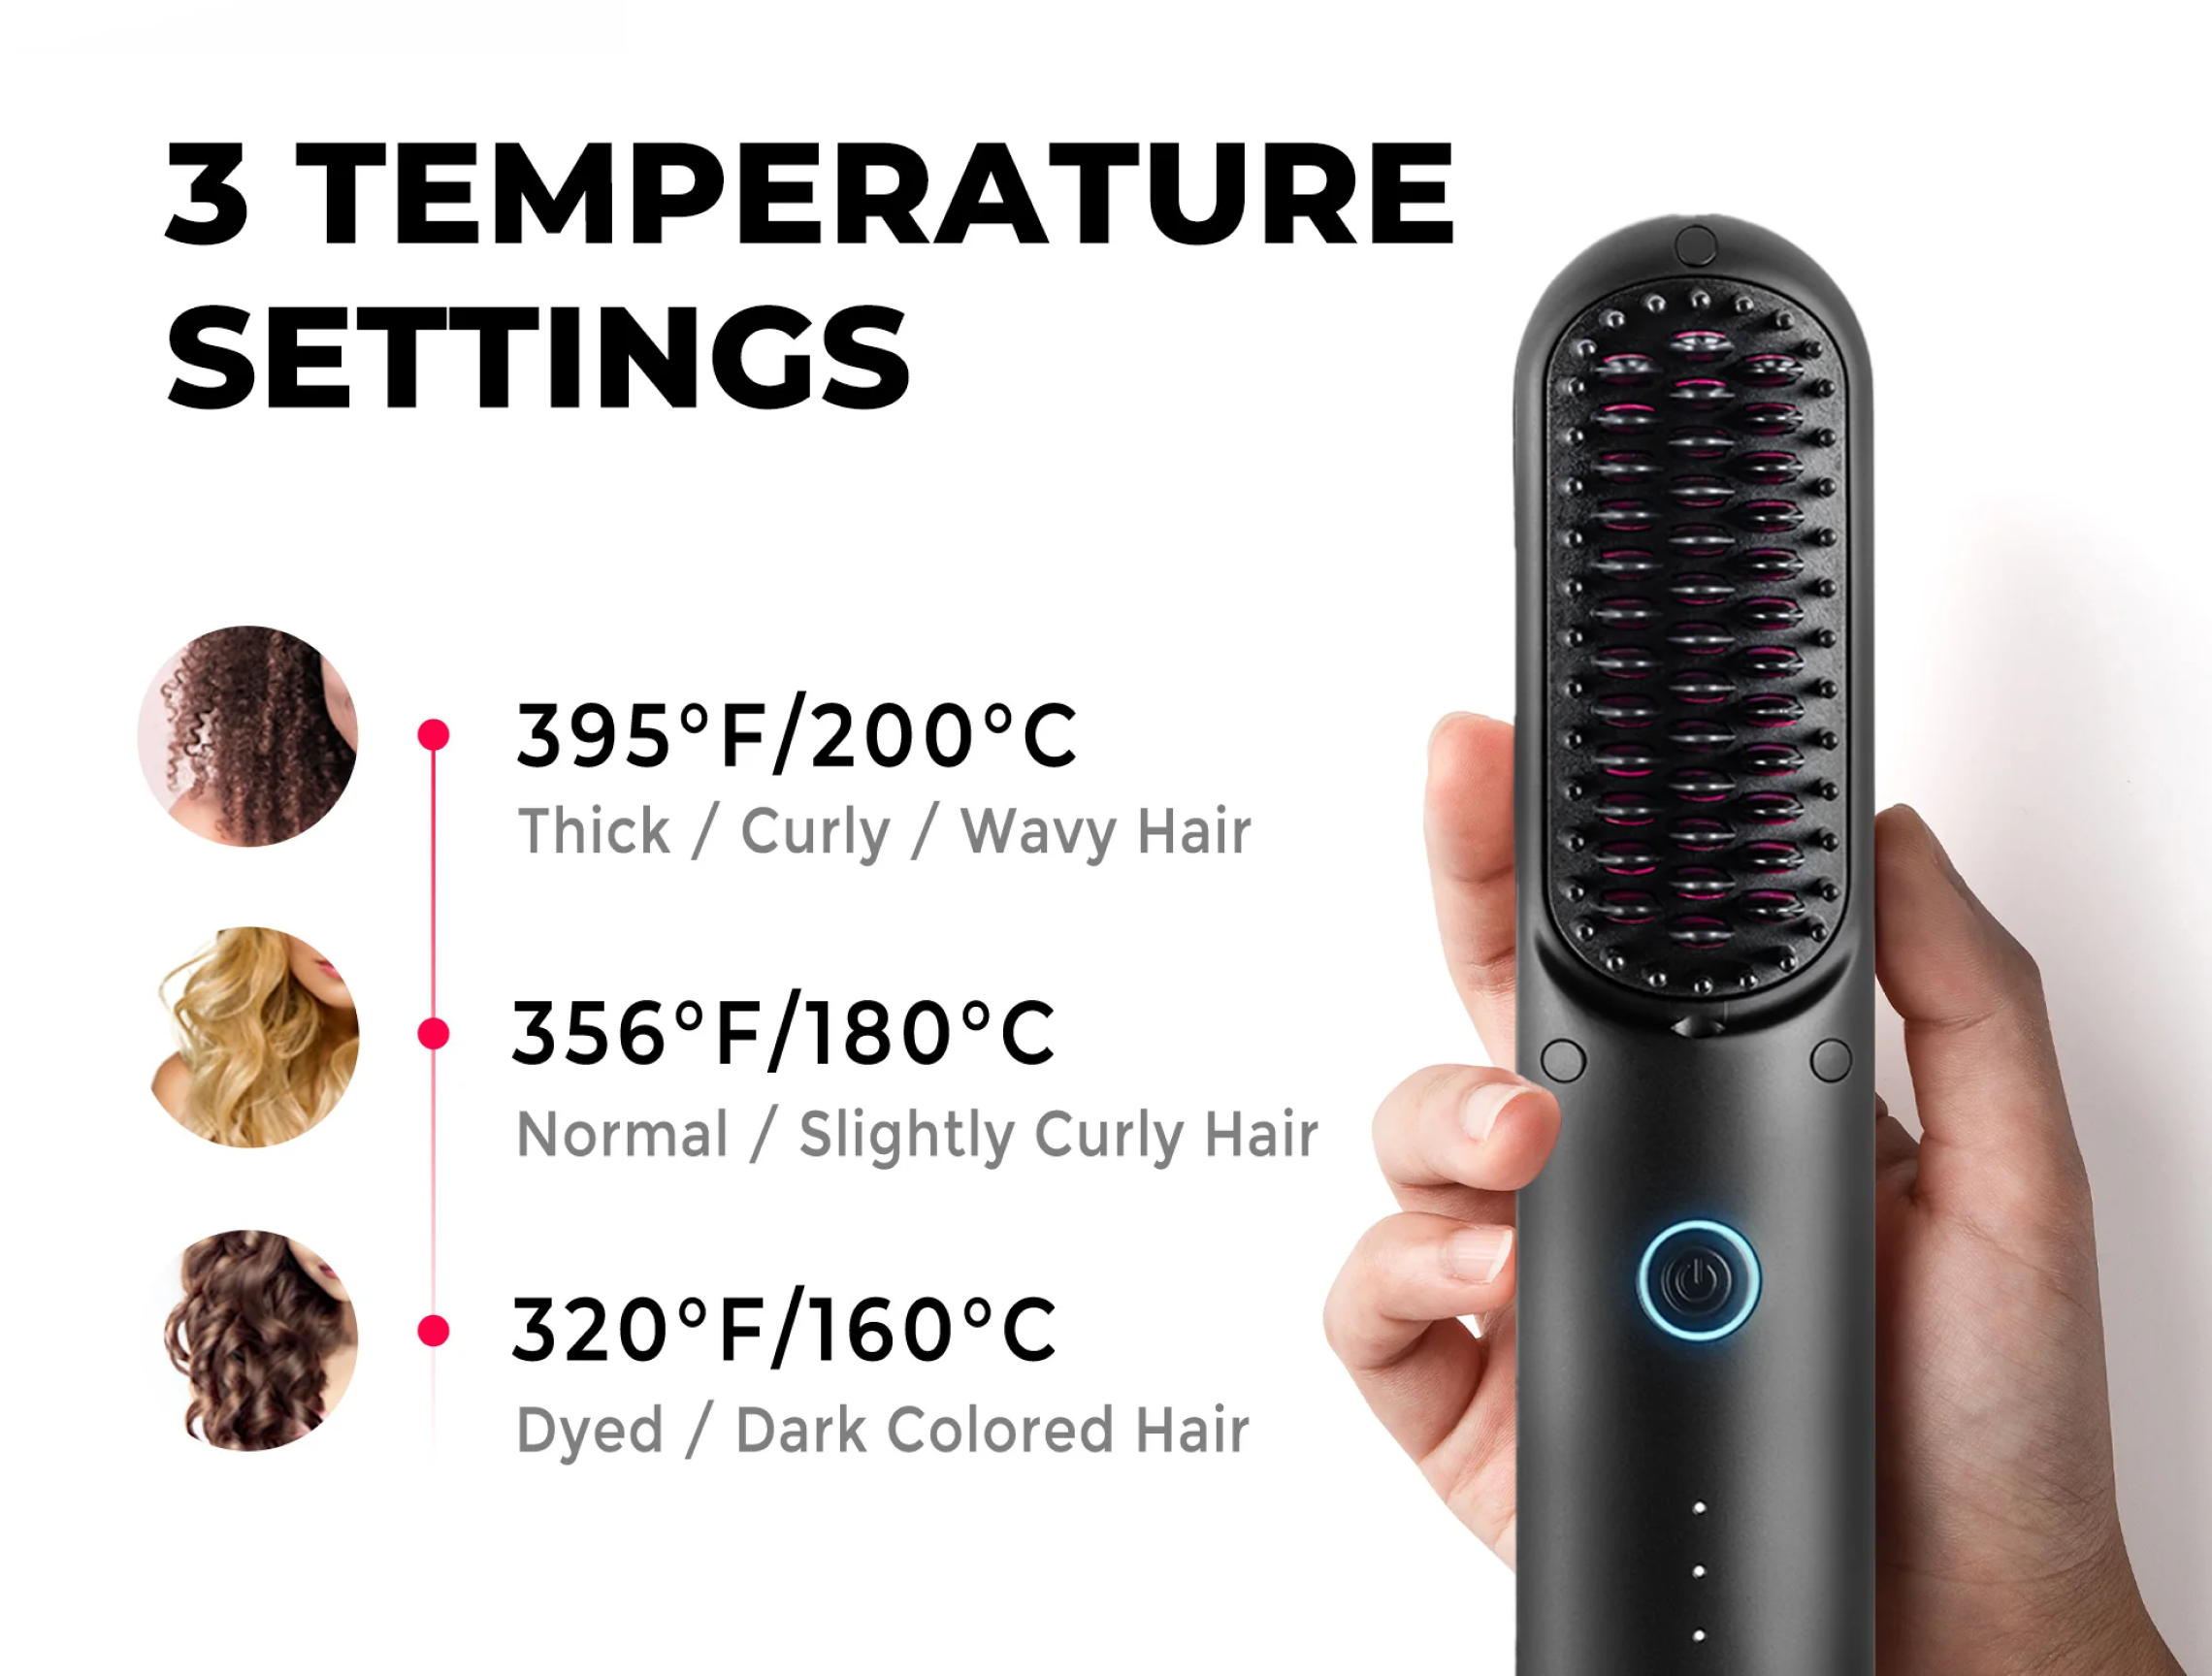 3 TEMPERATURE
SETTINGS
395°F/200°C
Thick / Curly / Wavy Hair
356°F/180°C
Normal / Slightly Curly Hair
320°F/160°C
Dyed / Dark Colored Hair